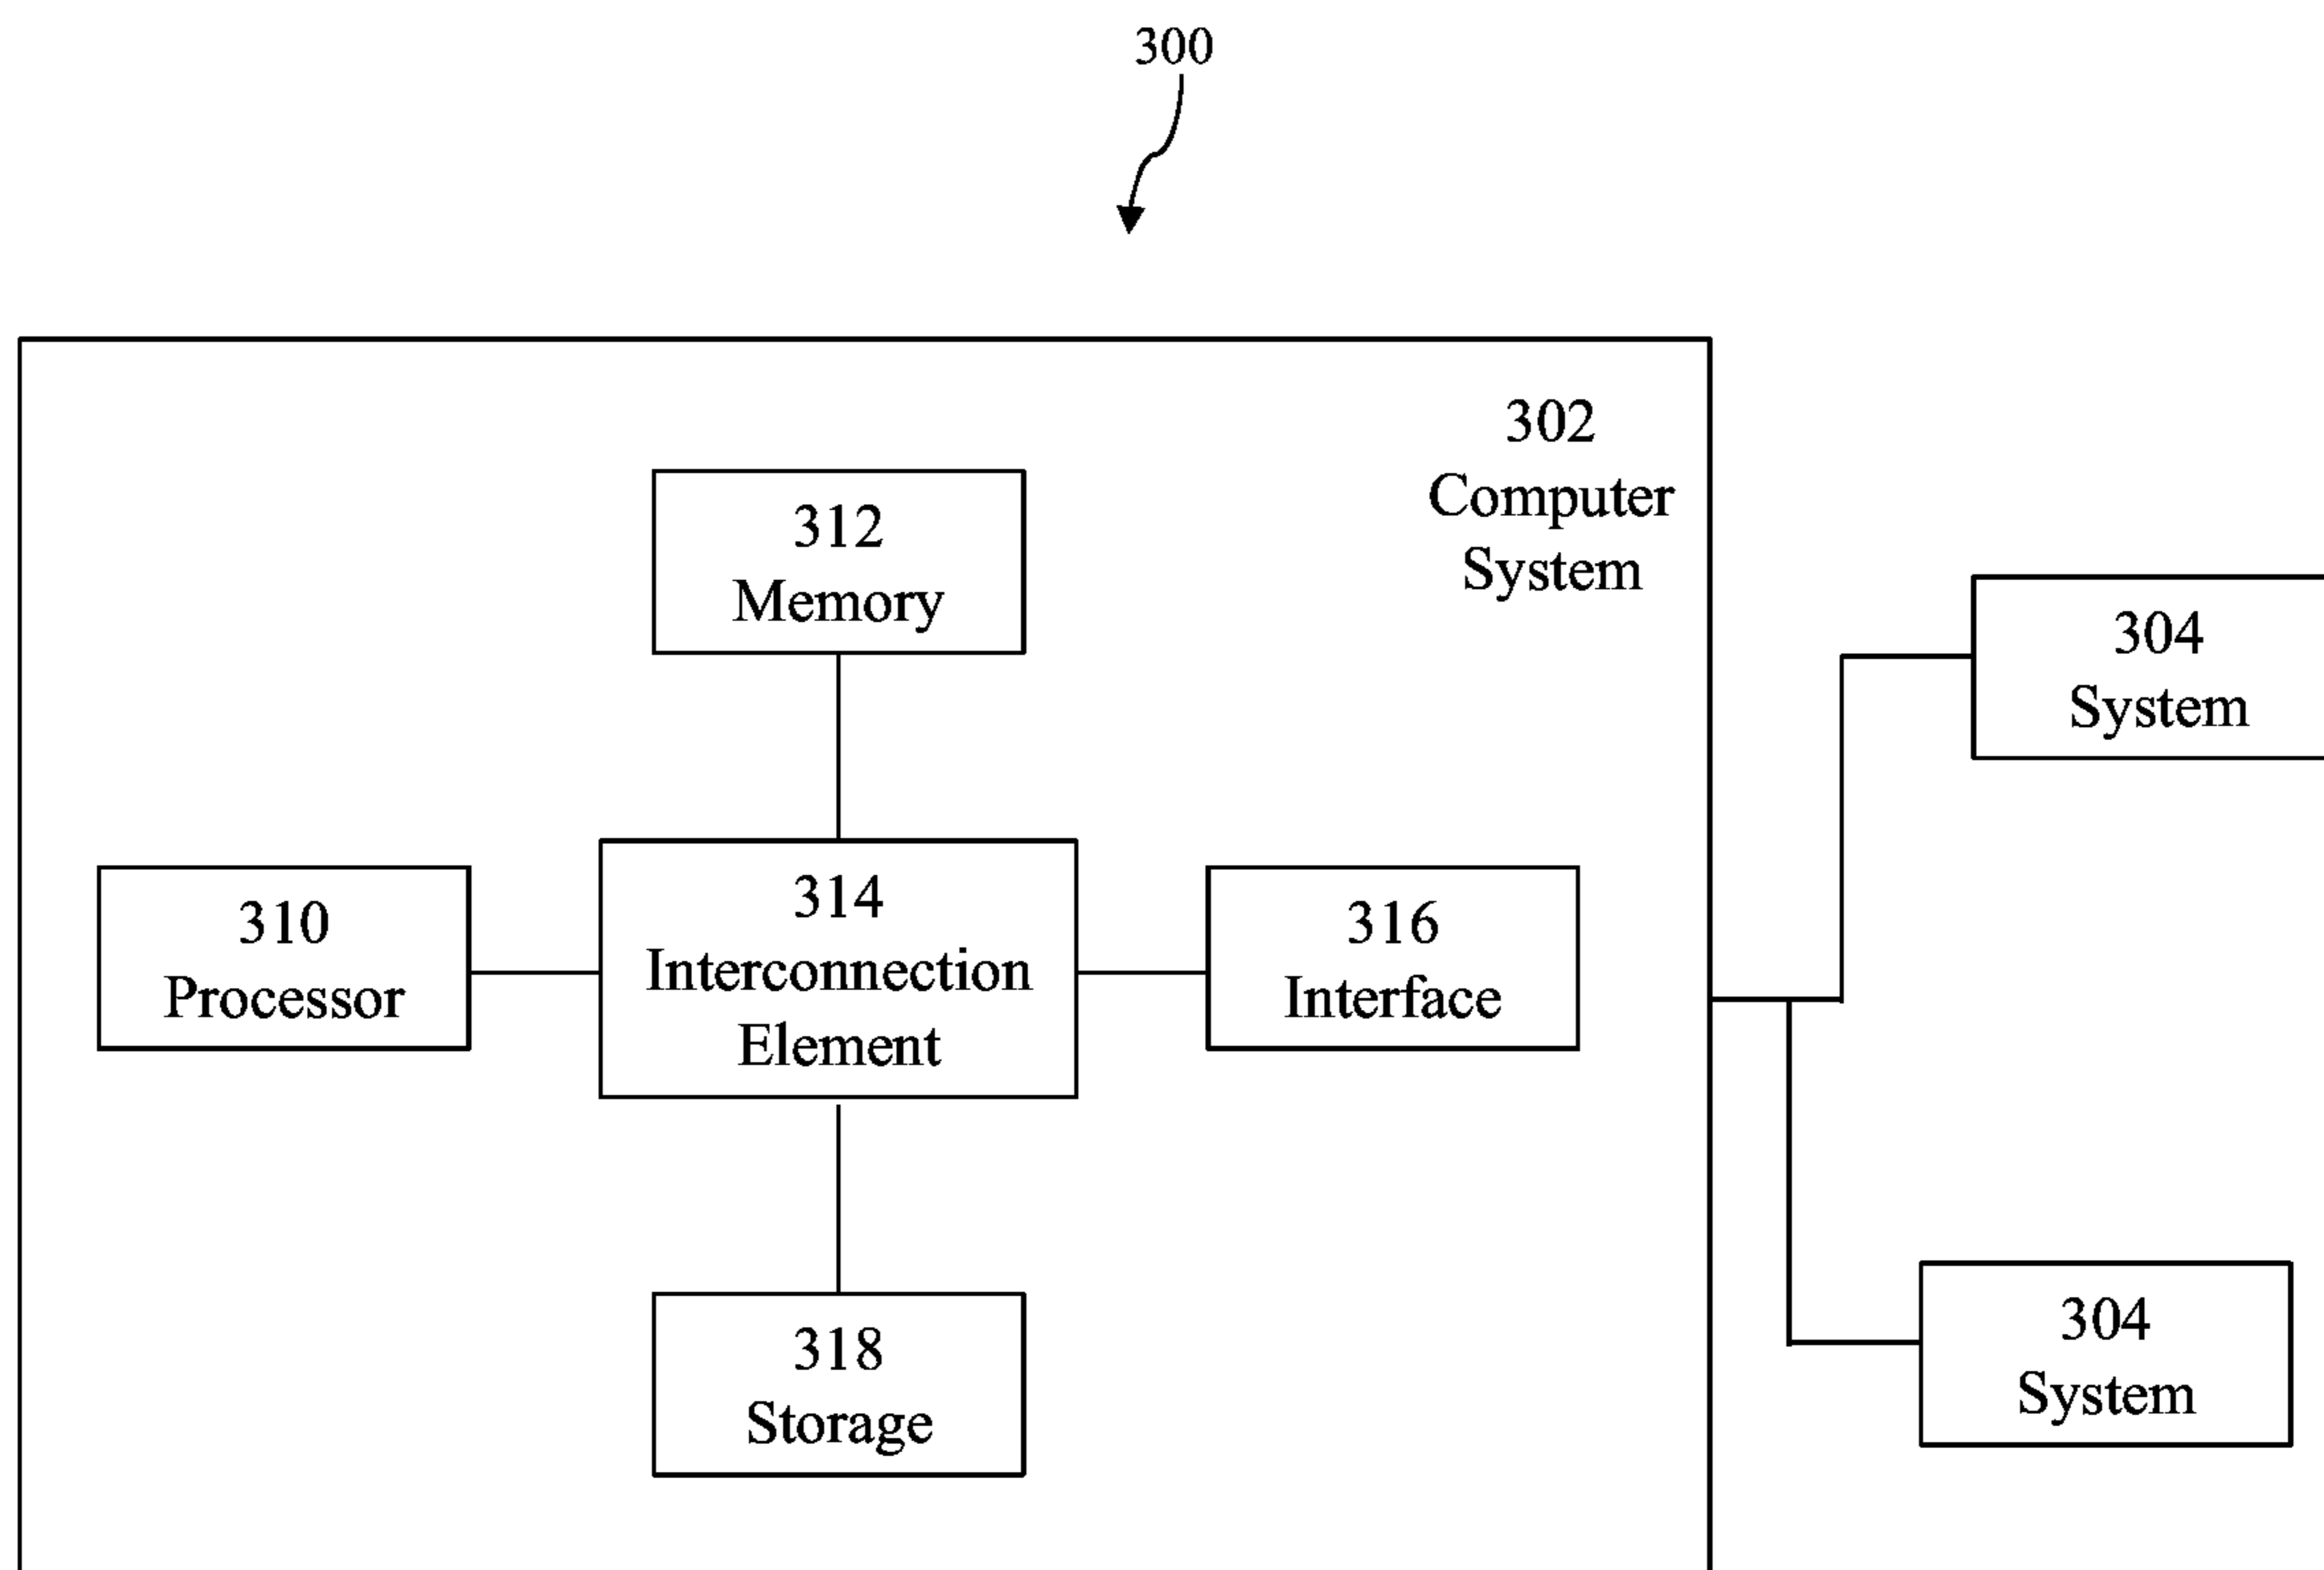 300
302
Computer
System
312
Memory
304
System
310
Processor
314
Interconnection
Element
316
Interface
318
Storage
304
System